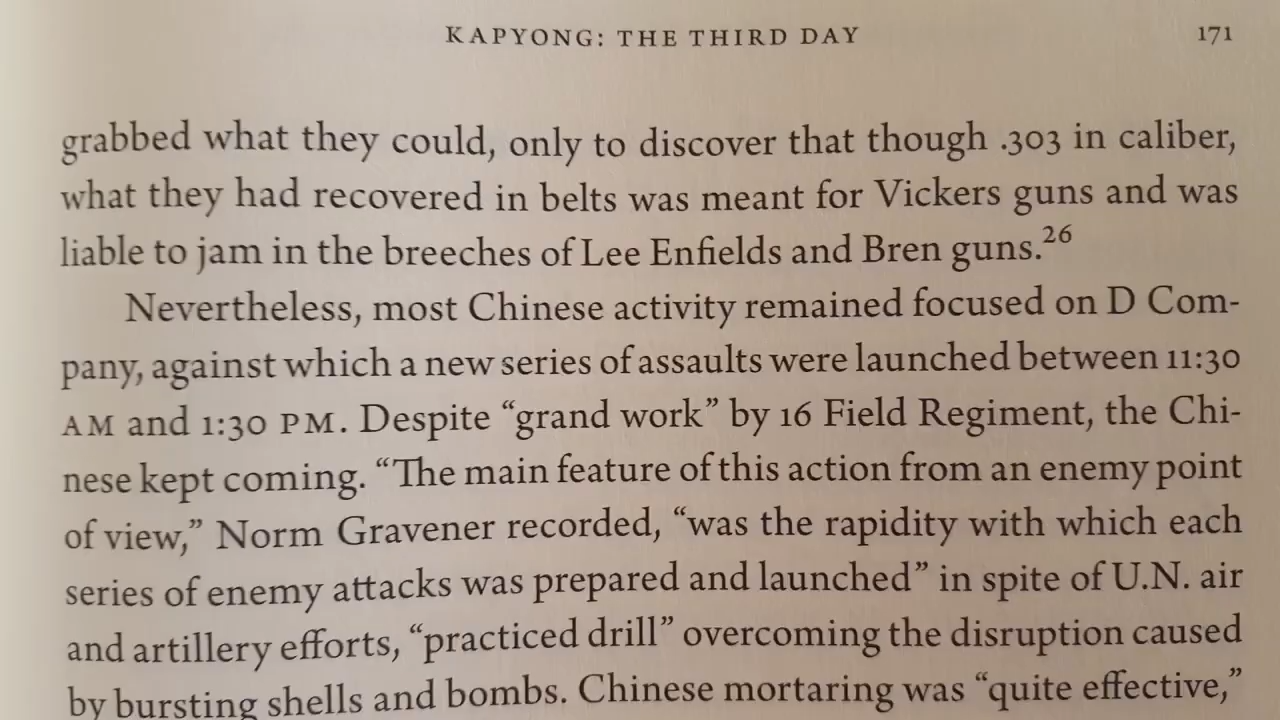 KAPYONG: THE THIRD DAY 171
grabbed what they could, only to discover that though .303 in caliber,
what they had recovered in belts was meant for Vickers guns and was
liable to jam in the breeches of Lee Enfields and Bren guns.26
Nevertheless, most Chinese activity remained focused on D Com-
pany, against which a new series of assaults were launched between 11:30
AM and 1:30 PM. Despite “grand work” by 16 Field Regiment, the Chi-
nese kept coming. “The main feature of this action from an enemy point
of view,” Norm Gravener recorded, “was the rapidity with which each
series of enemy attacks was prepared and launched” in spite of U.N. air
and artillery efforts, “practiced drill” overcoming the disruption caused
by bursting shells and bombs. Chinese mortaring was “quite effective,”